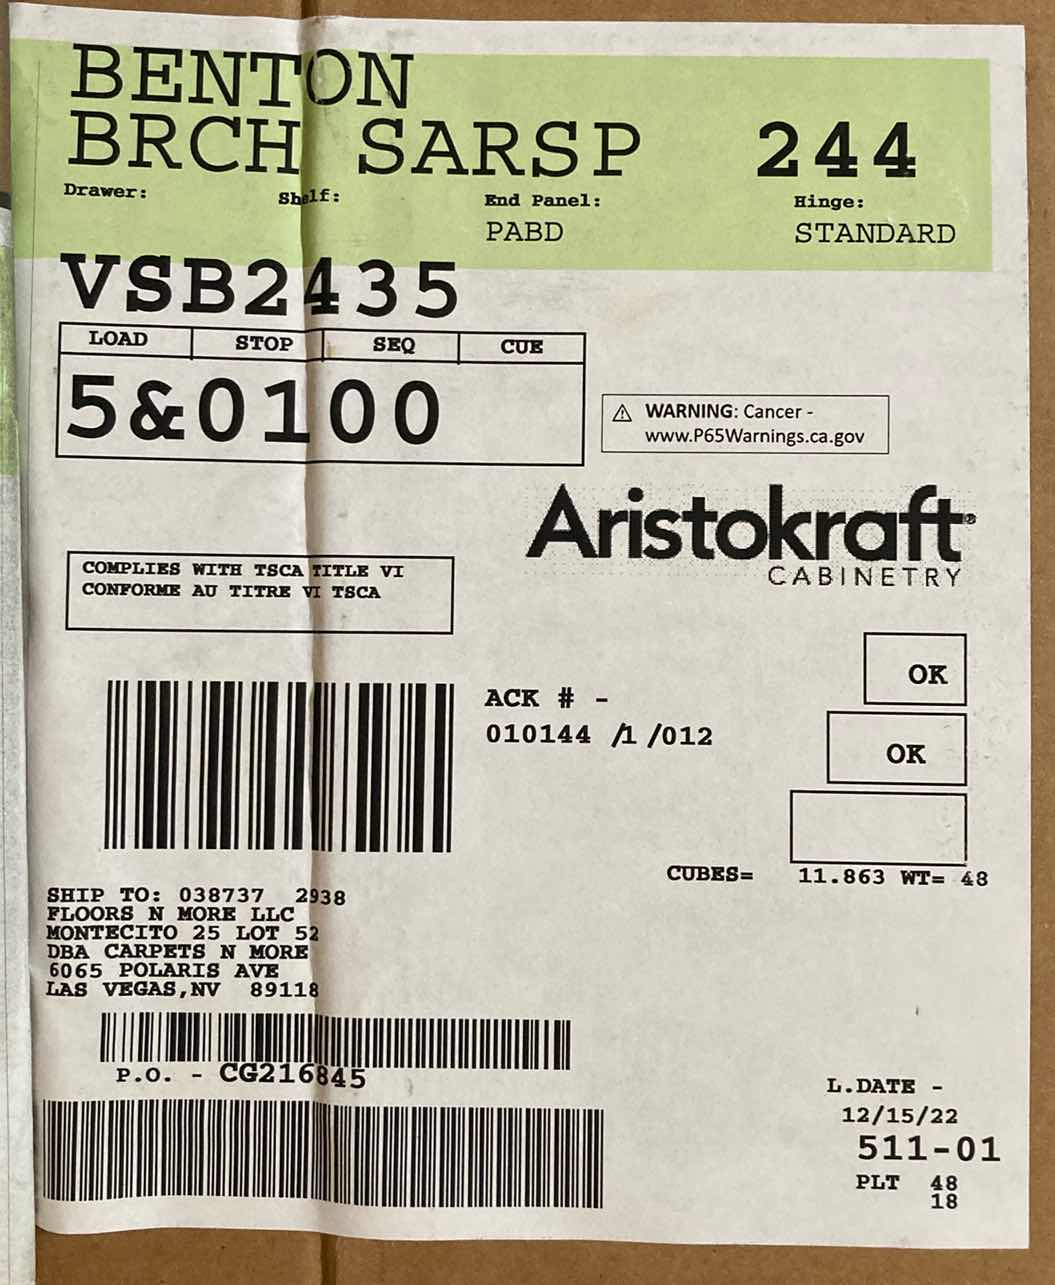 BENTON
BRCH SARSP 244
Drawer: Shelf: End Panel: Hinge:
PABD STANDARD
VSB2435
LOAD STOP SEQ CUE
5&0100
⚠ WARNING: Cancer -
www.P65Warnings.ca.gov
Aristokraft®
CABINETRY
COMPLIES WITH TSCA TITLE VI
CONFORME AU TITRE VI TSCA
OK
ACK # -
010144 /1 /012
OK
CUBES= 11.863 WT= 48
SHIP TO: 038737 2938
FLOORS N MORE LLC
MONTECITO 25 LOT 52
DBA CARPETS N MORE
6065 POLARIS AVE
LAS VEGAS,NV 89118
P.O. - CG216845
L.DATE -
12/15/22
511-01
PLT 48
18